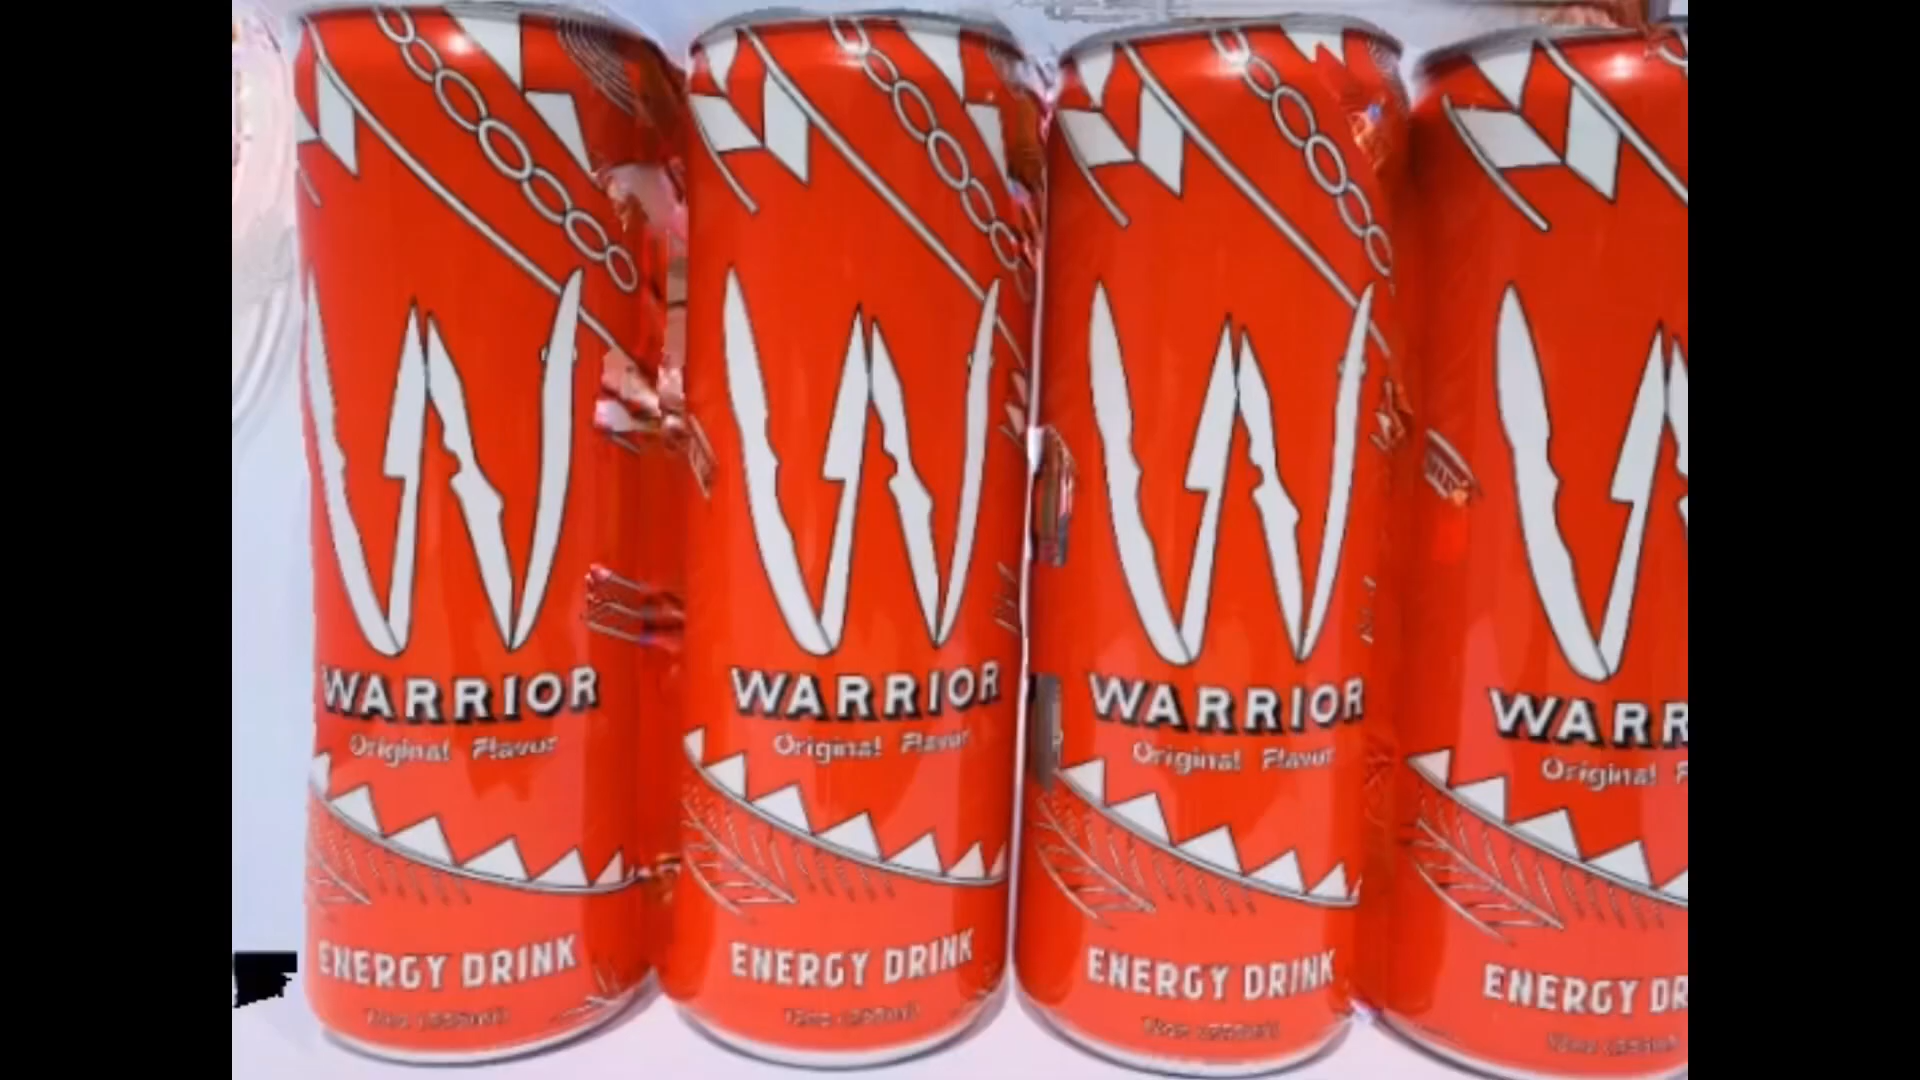 W W W W
WARRIOR WARRIOR WARRIOR WARR
Original Flavor Original Flavor Original Flavor Original F
ENERGY DRINK ENERGY DRINK ENERGY DRINK ENERGY DR